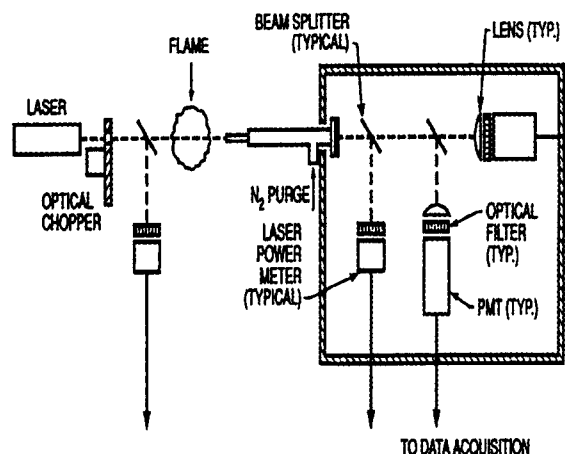 BEAM SPLITTER
(TYPICAL)
LENS (TYP.)
FLAME
LASER
OPTICAL
CHOPPER
N2 PURGE
LASER
POWER
METER
(TYPICAL)
OPTICAL
FILTER
(TYP.)
PMT (TYP.)
TO DATA ACQUISITION